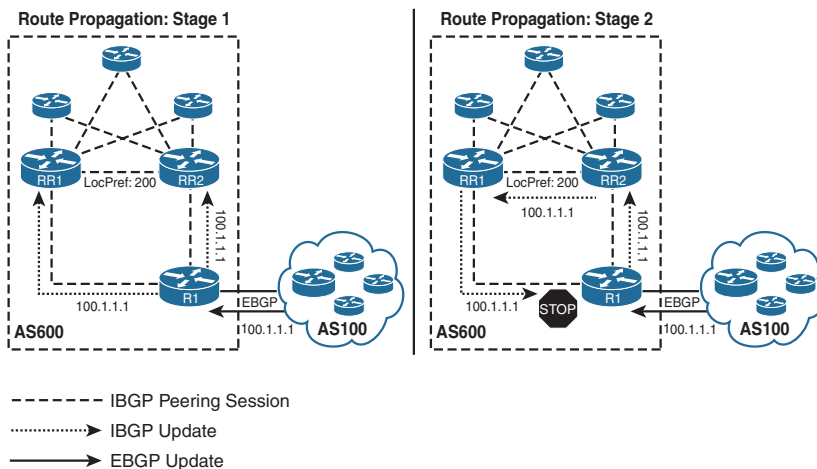 Route Propagation: Stage 1
RR1
LocPref: 200
RR2
100.1.1.1
100.1.1.1
R1
EBGP
100.1.1.1
AS100
AS600
Route Propagation: Stage 2
RR1
LocPref: 200
RR2
100.1.1.1
100.1.1.1
100.1.1.1
STOP
R1
EBGP
100.1.1.1
AS100
AS600
IBGP Peering Session
IBGP Update
EBGP Update